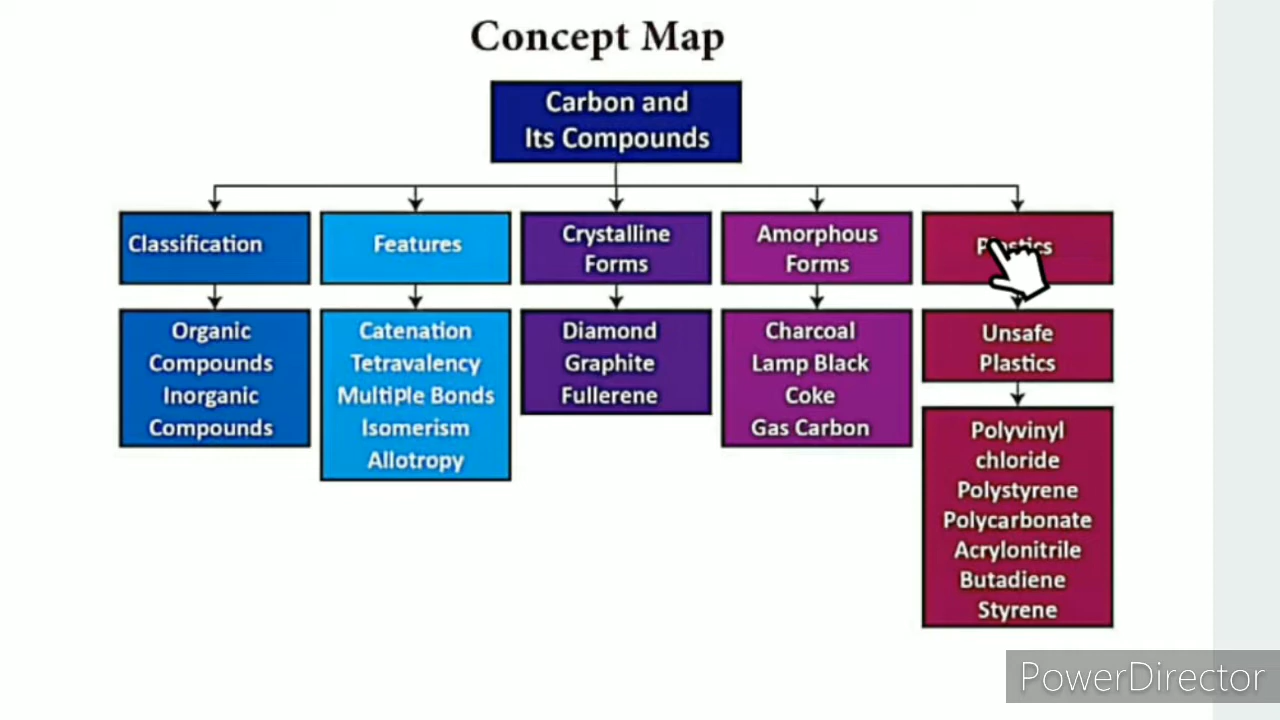 Concept Map
Carbon and
Its Compounds
Classification
Features
Crystalline
Forms
Amorphous
Forms
Plastics
Organic
Compounds
Inorganic
Compounds
Catenation
Tetravalency
Multiple Bonds
Isomerism
Allotropy
Diamond
Graphite
Fullerene
Charcoal
Lamp Black
Coke
Gas Carbon
Unsafe
Plastics
Polyvinyl
chloride
Polystyrene
Polycarbonate
Acrylonitrile
Butadiene
Styrene
PowerDirector